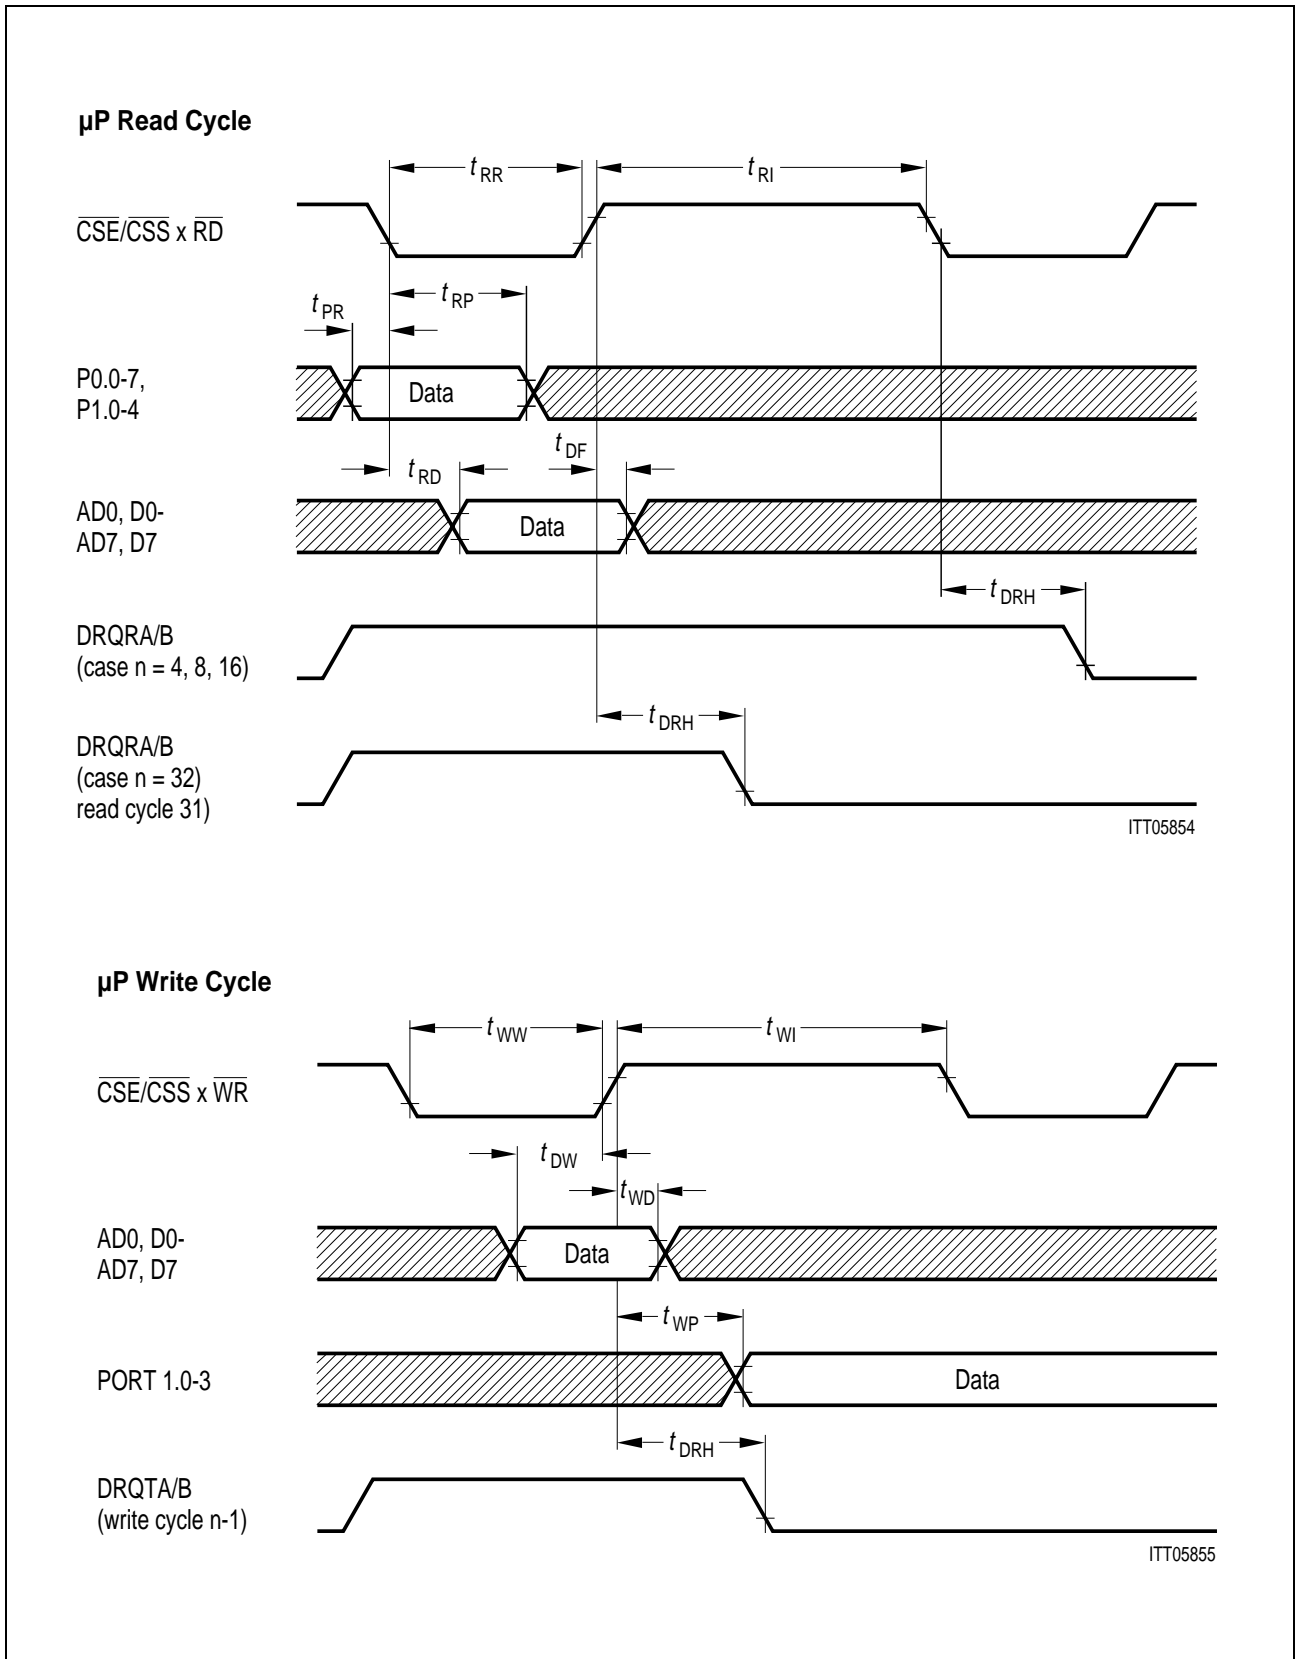 µP Read Cycle
tRR
tRI
CSE/CSS x RD
tPR
tRP
P0.0-7,
P1.0-4
Data
tRD
tDF
AD0, D0-
AD7, D7
Data
tDRH
DRQRA/B
(case n = 4, 8, 16)
tDRH
DRQRA/B
(case n = 32)
read cycle 31)
ITT05854
µP Write Cycle
tWW
tWI
CSE/CSS x WR
tDW
tWD
AD0, D0-
AD7, D7
Data
tWP
PORT 1.0-3
Data
tDRH
DRQTA/B
(write cycle n-1)
ITT05855